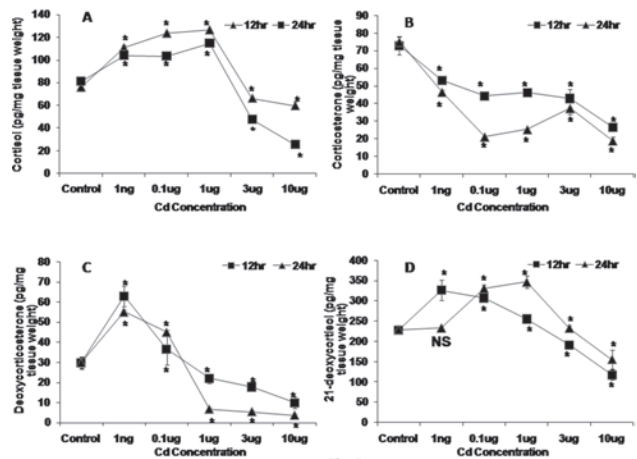 A
12hr 24hr
Cortisol (pg/mg tissue weight)
140
120
100
80
60
40
20
0
* * * * *
* * * * *
Control 1ng 0.1ug 1ug 3ug 10ug
Cd Concentration
B
12hr 24hr
Corticosterone (pg/mg tissue weight)
90
80
70
60
50
40
30
20
10
0
* * * * *
* * * * *
Control 1ng 0.1ug 1ug 3ug 10ug
Cd Concentration
C
12hr 24hr
Deoxycorticosterone (pg/mg tissue weight)
80
70
60
50
40
30
20
10
0
* * * * *
* * * * *
Control 1ng 0.1ug 1ug 3ug 10ug
Cd Concentration
D
12hr 24hr
21-deoxycortisol (pg/mg tissue weight)
400
350
300
250
200
150
100
50
0
* * * * *
NS * * * *
Control 1ng 0.1ug 1ug 3ug 10ug
Cd Concentration